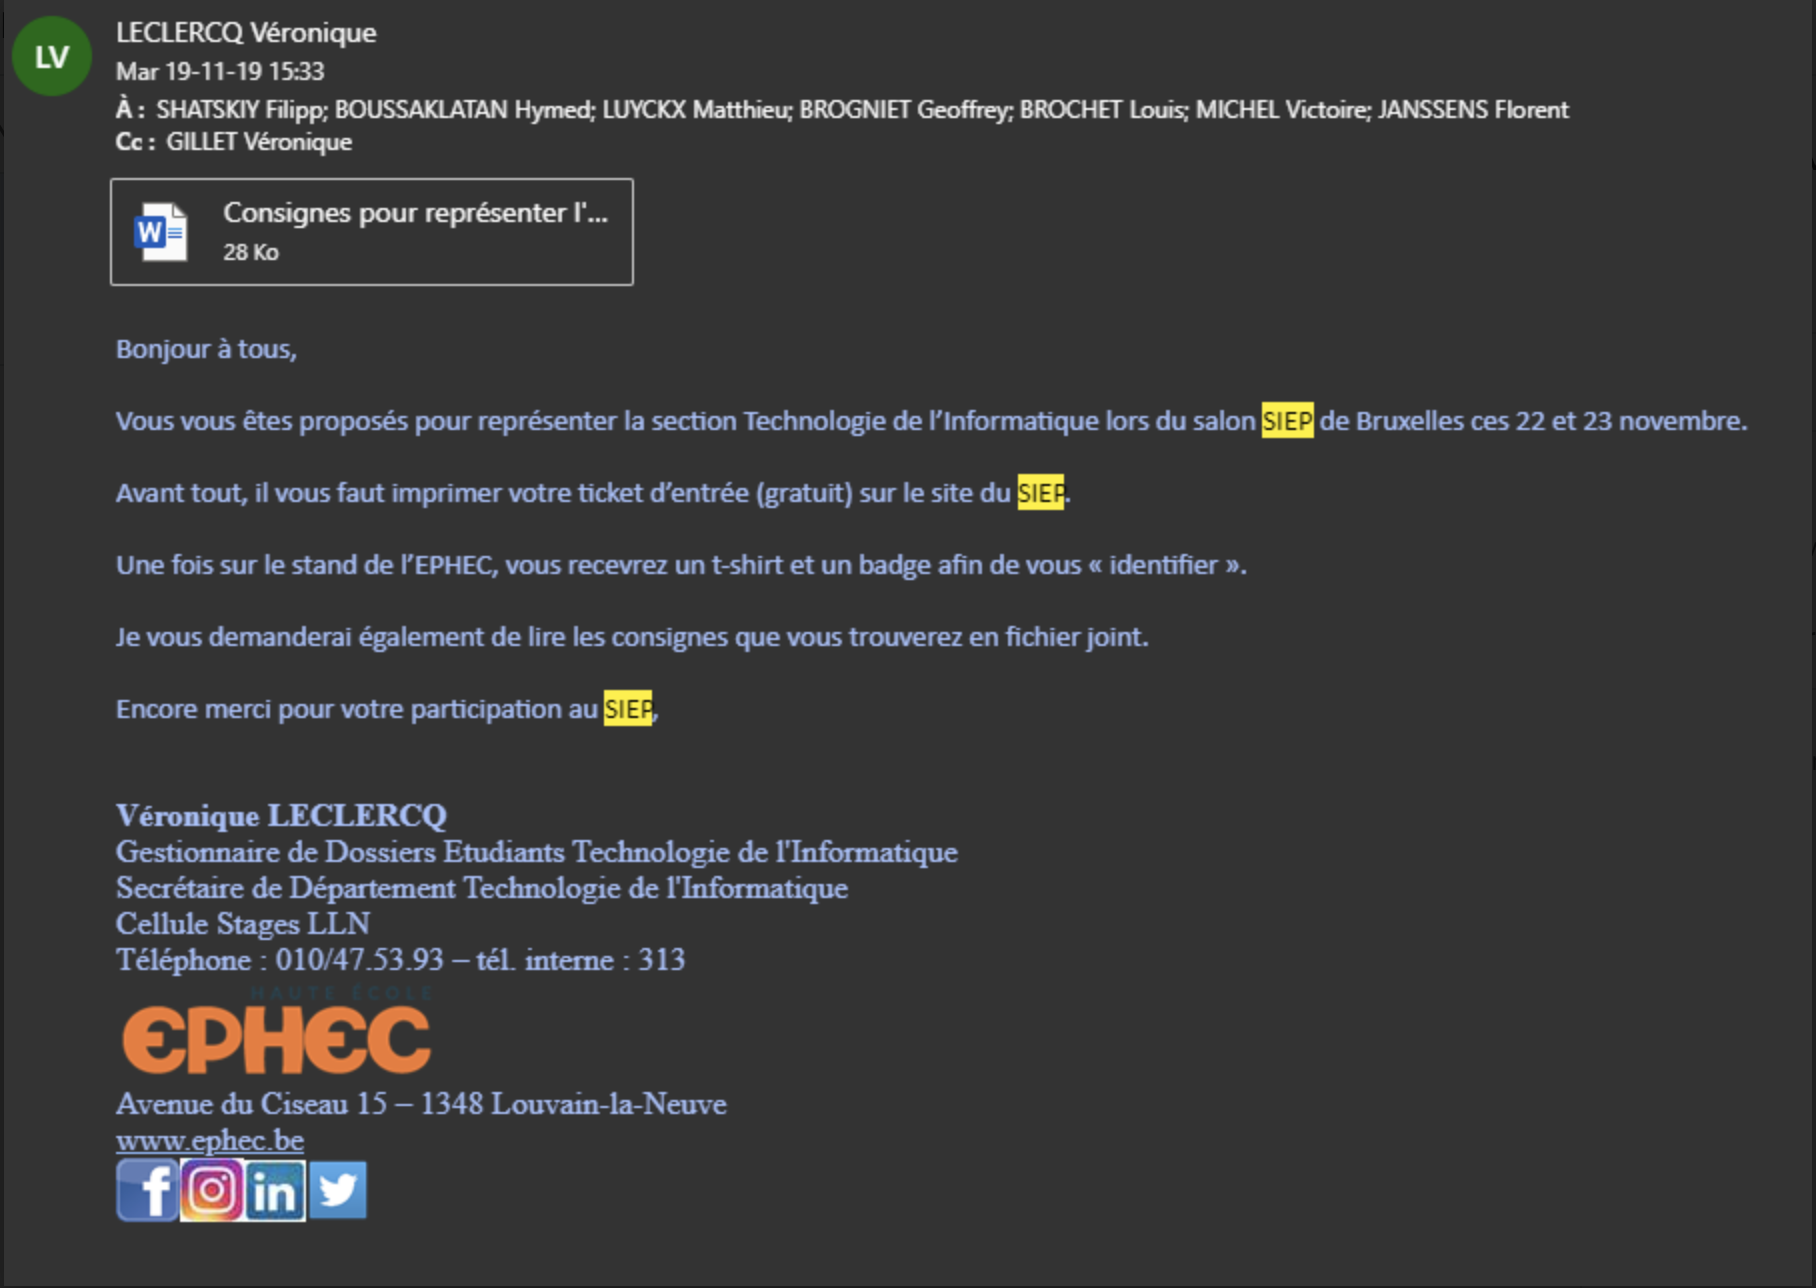 LV
LECLERCQ Véronique
Mar 19-11-19 15:33
À : SHATSKIY Filipp; BOUSSAKLATAN Hymed; LUYCKX Matthieu; BROGNIET Geoffrey; BROCHET Louis; MICHEL Victoire; JANSSENS Florent
Cc : GILLET Véronique
W
Consignes pour représenter l'...
28 Ko
Bonjour à tous,
Vous vous êtes proposés pour représenter la section Technologie de l’Informatique lors du salon SIEP de Bruxelles ces 22 et 23 novembre.
Avant tout, il vous faut imprimer votre ticket d’entrée (gratuit) sur le site du SIEP.
Une fois sur le stand de l’EPHEC, vous recevrez un t-shirt et un badge afin de vous « identifier ».
Je vous demanderai également de lire les consignes que vous trouverez en fichier joint.
Encore merci pour votre participation au SIEP,
Véronique LECLERCQ
Gestionnaire de Dossiers Etudiants Technologie de l'Informatique
Secrétaire de Département Technologie de l'Informatique
Cellule Stages LLN
Téléphone : 010/47.53.93 – tél. interne : 313
HAUTE ÉCOLE
EPHEC
Avenue du Ciseau 15 – 1348 Louvain-la-Neuve
www.ephec.be
f in